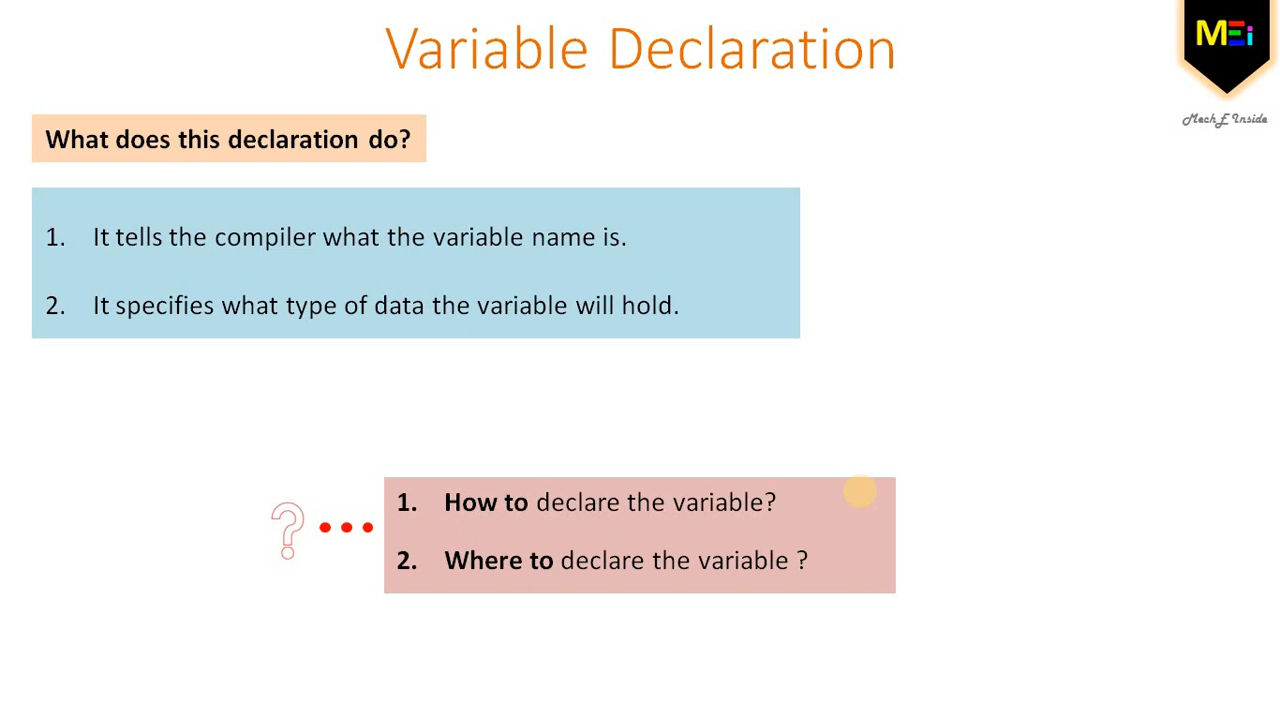 Variable Declaration
MEi
MechE Inside
What does this declaration do?
1. It tells the compiler what the variable name is.
2. It specifies what type of data the variable will hold.
? •••
1. How to declare the variable?
2. Where to declare the variable ?